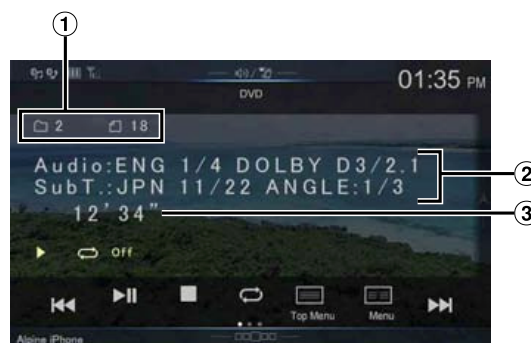 ①
DVD
01:35 PM
2 18
②
Audio:ENG 1/4 DOLBY D3/2.1
SubT.:JPN 11/22 ANGLE:1/3
③
12'34"
Off
Top Menu Menu
Alpine iPhone